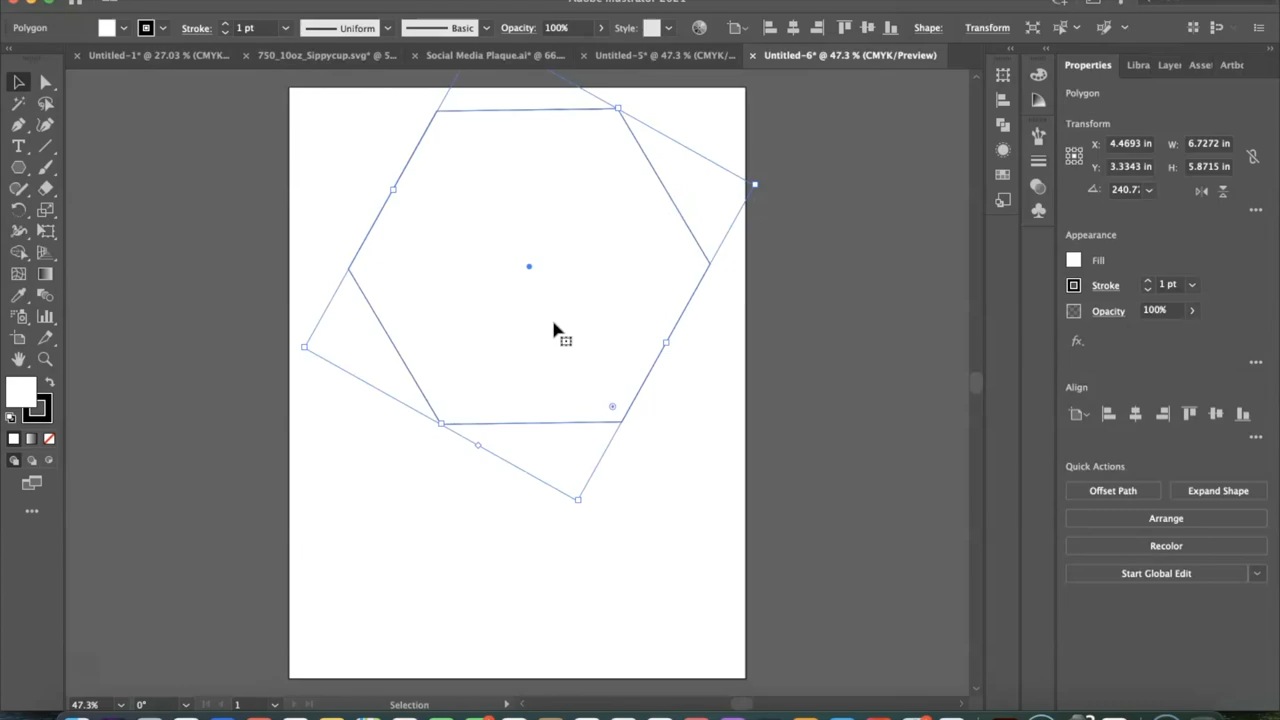 Adobe Illustrator 2021
Polygon Stroke: 1 pt Uniform Basic Opacity: 100% Style: Shape: Transform
Untitled-1* @ 27.03 % (CMYK... 750_10oz_Sippycup.svg* @ 5... Social Media Plaque.ai* @ 66.... Untitled-5* @ 47.3 % (CMYK/... Untitled-6* @ 47.3 % (CMYK/Preview)
Properties Libra Layer Asse Artbo
Polygon
Transform
X: 4.4693 in W: 6.7272 in
Y: 3.3343 in H: 5.8715 in
240.7
Appearance
Fill
Stroke 1 pt
Opacity 100%
fx.
Align
Quick Actions
Offset Path Expand Shape
Arrange
Recolor
Start Global Edit
47.3% 0° 1 Selection